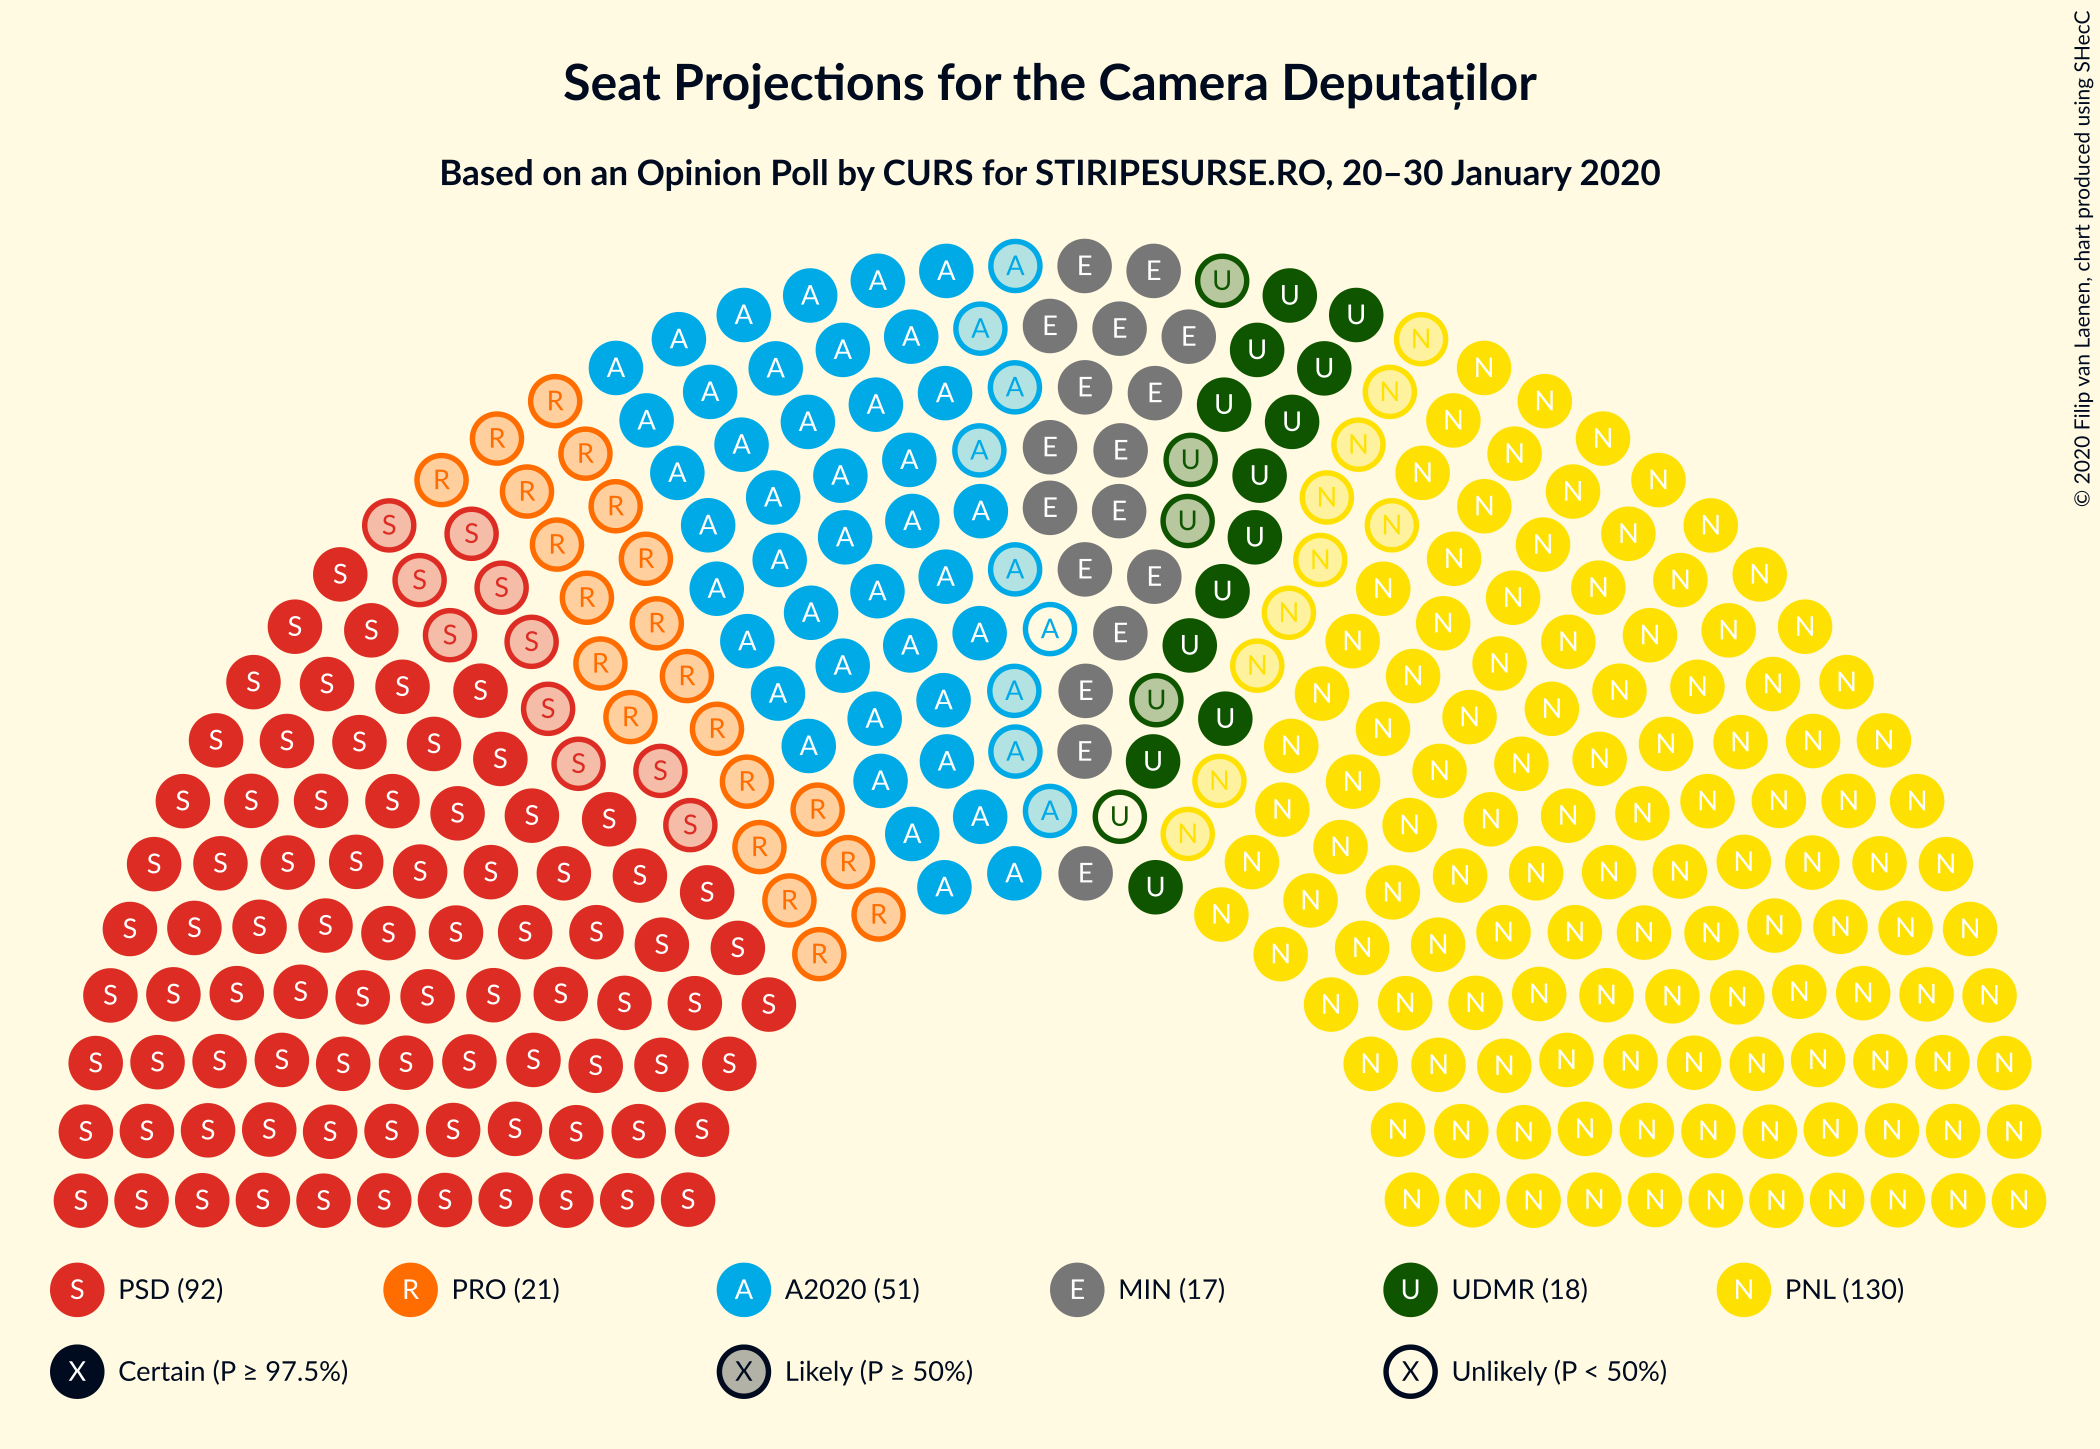 Seat Projections for the Camera Deputaților
Based on an Opinion Poll by CURS for STIRIPESURSE.RO, 20–30 January 2020
© 2020 Filip van Laenen, chart produced using SHecC
S PSD (92) R PRO (21) A A2020 (51) E MIN (17) U UDMR (18) N PNL (130)
X Certain (P ≥ 97.5%) X Likely (P ≥ 50%) X Unlikely (P < 50%)